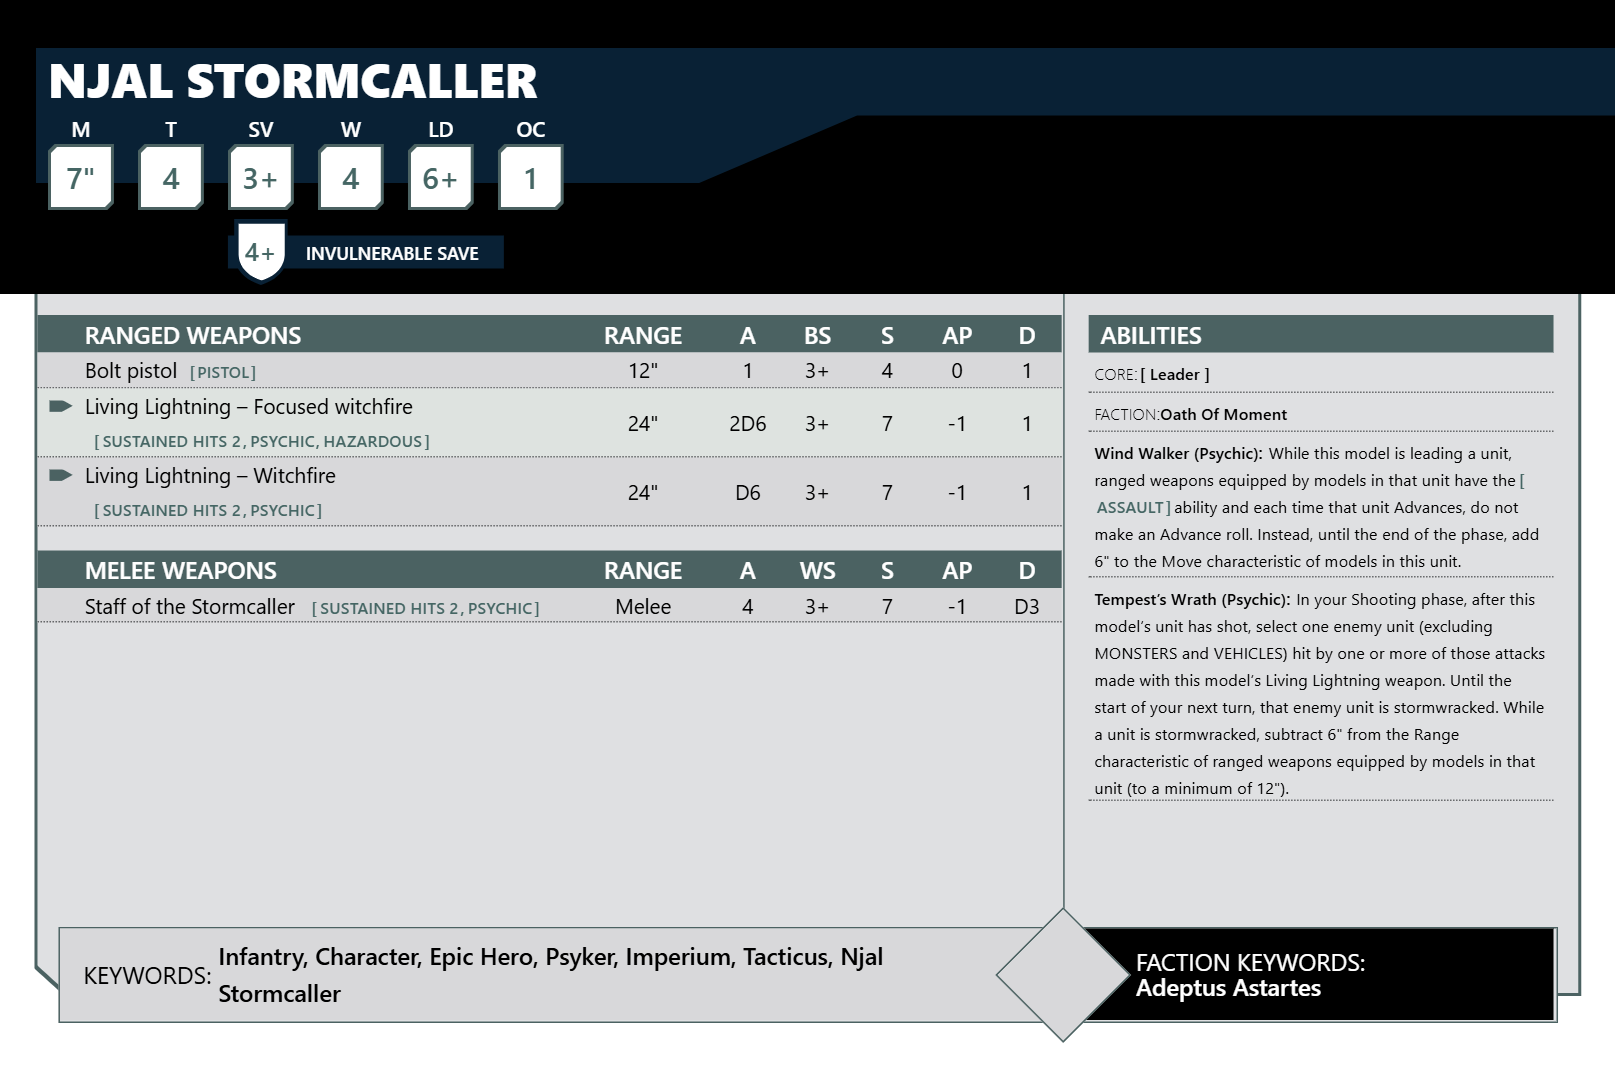 NJAL STORMCALLER
M T SV W LD OC
7" 4 3+ 4 6+ 1
4+ INVULNERABLE SAVE
RANGED WEAPONS RANGE A BS S AP D
Bolt pistol [PISTOL] 12" 1 3+ 4 0 1
Living Lightning – Focused witchfire
[SUSTAINED HITS 2, PSYCHIC, HAZARDOUS] 24" 2D6 3+ 7 -1 1
Living Lightning – Witchfire
[SUSTAINED HITS 2, PSYCHIC] 24" D6 3+ 7 -1 1
MELEE WEAPONS RANGE A WS S AP D
Staff of the Stormcaller [SUSTAINED HITS 2, PSYCHIC] Melee 4 3+ 7 -1 D3
ABILITIES
CORE: [ Leader ]
FACTION:Oath Of Moment
Wind Walker (Psychic): While this model is leading a unit,
ranged weapons equipped by models in that unit have the [
ASSAULT] ability and each time that unit Advances, do not
make an Advance roll. Instead, until the end of the phase, add
6" to the Move characteristic of models in this unit.
Tempest’s Wrath (Psychic): In your Shooting phase, after this
model’s unit has shot, select one enemy unit (excluding
MONSTERS and VEHICLES) hit by one or more of those attacks
made with this model’s Living Lightning weapon. Until the
start of your next turn, that enemy unit is stormwracked. While
a unit is stormwracked, subtract 6" from the Range
characteristic of ranged weapons equipped by models in that
unit (to a minimum of 12").
KEYWORDS: Infantry, Character, Epic Hero, Psyker, Imperium, Tacticus, Njal
Stormcaller
FACTION KEYWORDS:
Adeptus Astartes